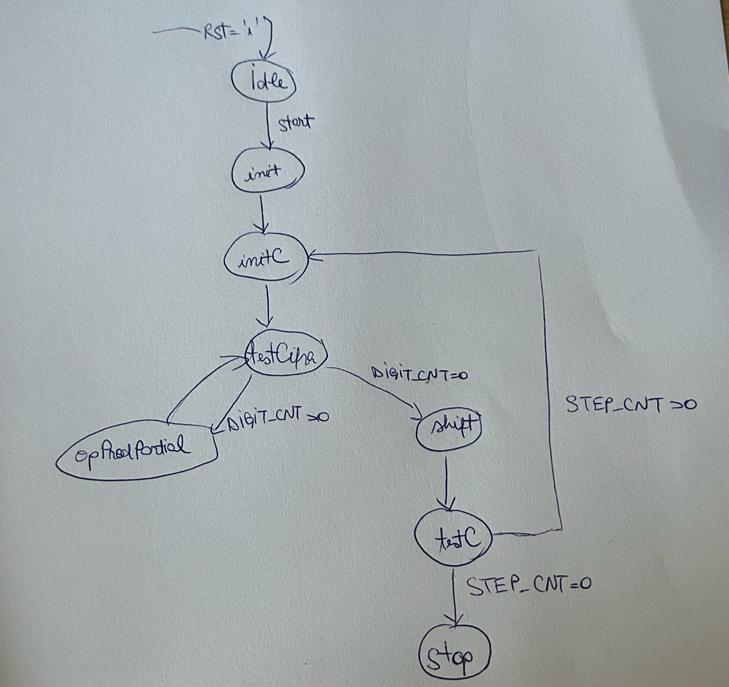 RST='1'
idle
start
init
initC
testCifra
DIGIT_CNT=0
DIGIT_CNT>0
STEP_CNT>0
shift
opProdPartial
testC
STEP_CNT=0
stop